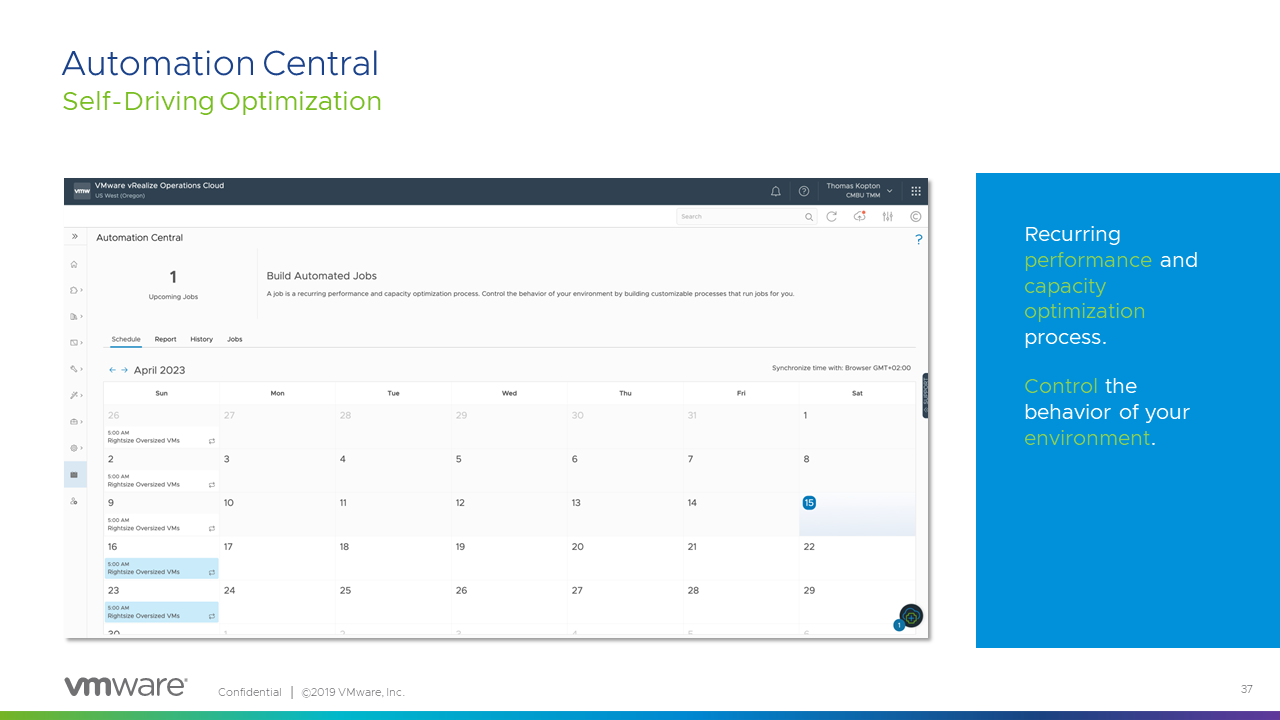 Automation Central
Self-Driving Optimization
vmw
VMware vRealize Operations Cloud
US West (Oregon)
Thomas Kopton
CMBU TMM
Search
Automation Central
?
1
Upcoming Jobs
Build Automated Jobs
A job is a recurring performance and capacity optimization process. Control the behavior of your environment by building customizable processes that run jobs for you.
Schedule Report History Jobs
April 2023
Synchronize time with: Browser GMT+02:00
Sun Mon Tue Wed Thu Fri Sat
26 27 28 29 30 31 1
5:00 AM
Rightsize Oversized VMs
2 3 4 5 6 7 8
5:00 AM
Rightsize Oversized VMs
9 10 11 12 13 14 15
5:00 AM
Rightsize Oversized VMs
16 17 18 19 20 21 22
5:00 AM
Rightsize Oversized VMs
23 24 25 26 27 28 29
5:00 AM
Rightsize Oversized VMs
30 1 2 3 4 5 6
1
Recurring
performance and
capacity
optimization
process.
Control the
behavior of your
environment.
vmware®
Confidential | ©2019 VMware, Inc.
37